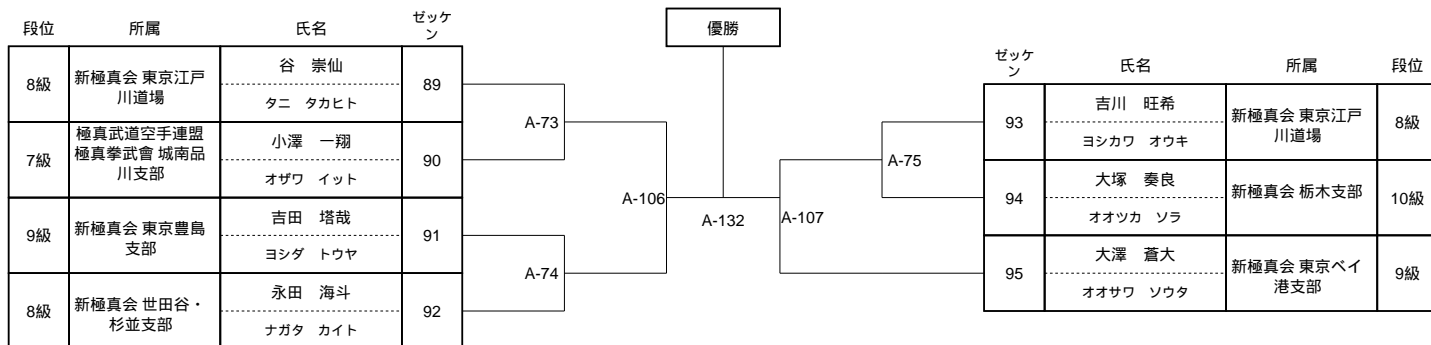 段位 所属 氏名 ゼッケ
ン
8級 新極真会 東京江戸
川道場 谷 崇仙 89
タニ タカヒト
7級 極真武道空手連盟
極真拳武會 城南品
川支部 小澤 一翔 90
オザワ イット
9級 新極真会 東京豊島
支部 吉田 塔哉 91
ヨシダ トウヤ
8級 新極真会 世田谷・
杉並支部 永田 海斗 92
ナガタ カイト
A-73
A-74
A-106
優勝
A-132
A-107
A-75
ゼッケ
ン 氏名 所属 段位
93 吉川 旺希 新極真会 東京江戸
川道場 8級
ヨシカワ オウキ
94 大塚 奏良 新極真会 栃木支部 10級
オオツカ ソラ
95 大澤 蒼大 新極真会 東京ベイ
港支部 9級
オオサワ ソウタ